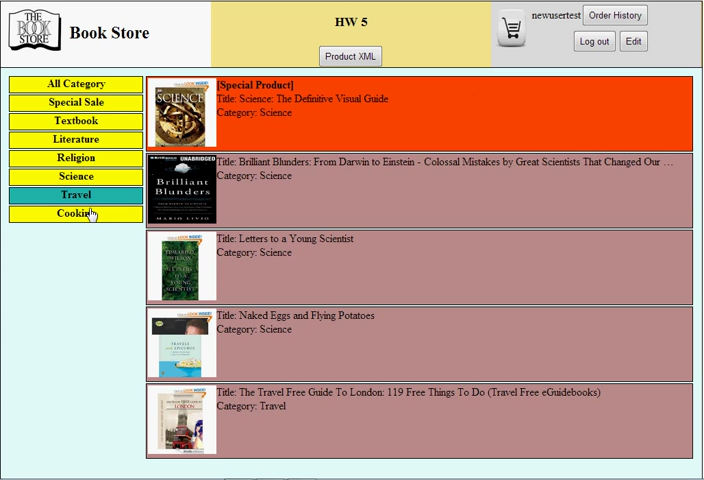 THE
BOOK
STORE
Book Store
HW 5
Product XML
newusertest
Order History
Log out
Edit
All Category
Special Sale
Textbook
Literature
Religion
Science
Travel
Cooking
[Special Product]
Title: Science: The Definitive Visual Guide
Category: Science
SCIENCE
Title: Brilliant Blunders: From Darwin to Einstein - Colossal Mistakes by Great Scientists That Changed Our ...
Category: Science
UNABRIDGED
Brilliant
Blunders
MARIO LIVIO
Title: Letters to a Young Scientist
Category: Science
Title: Naked Eggs and Flying Potatoes
Category: Science
Title: The Travel Free Guide To London: 119 Free Things To Do (Travel Free eGuidebooks)
Category: Travel
LONDON